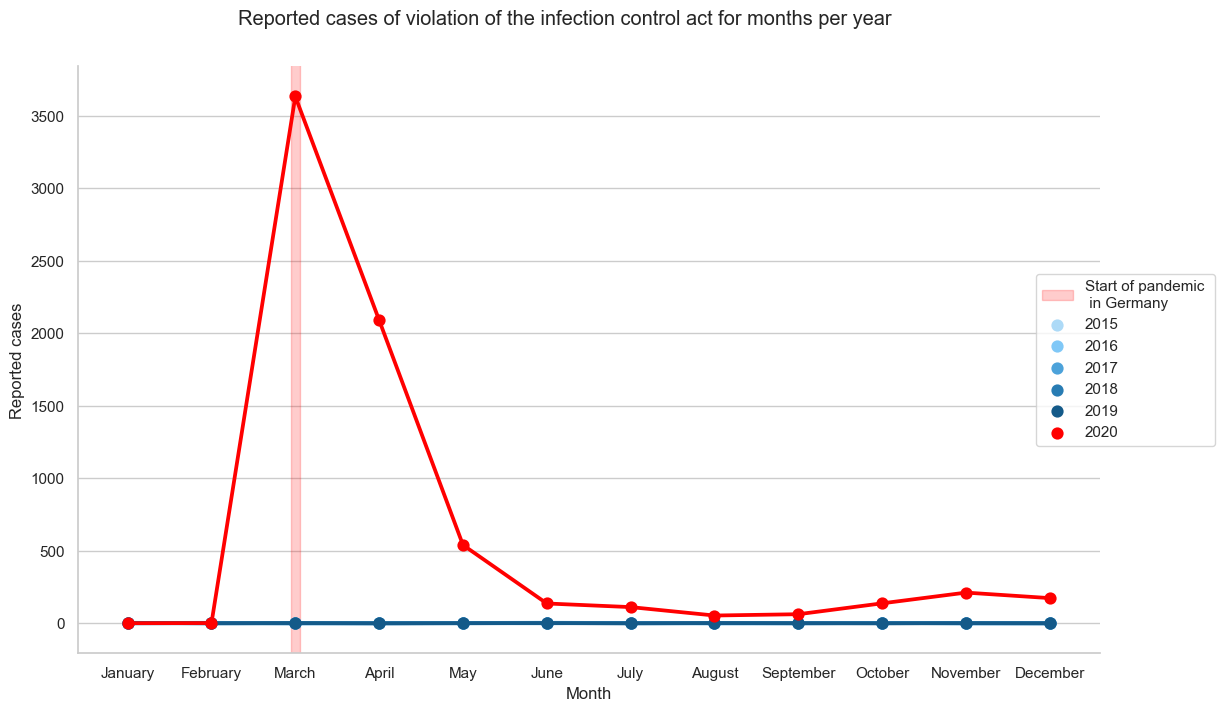 Reported cases of violation of the infection control act for months per year
Reported cases
3500
3000
2500
2000
1500
1000
500
0
January February March April May June July August September October November December
Month
Start of pandemic
in Germany
2015
2016
2017
2018
2019
2020